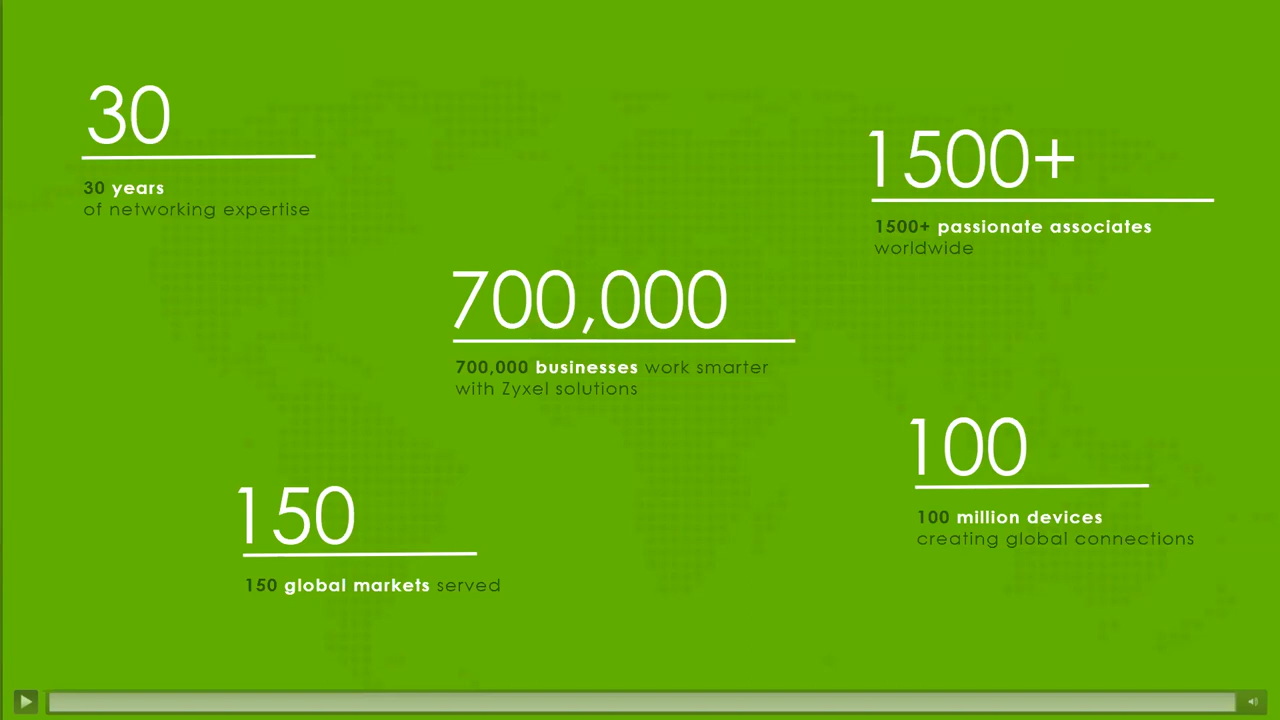 30
30 years
of networking expertise
1500+
1500+ passionate associates
worldwide
700,000
700,000 businesses work smarter
with Zyxel solutions
100
100 million devices
creating global connections
150
150 global markets served